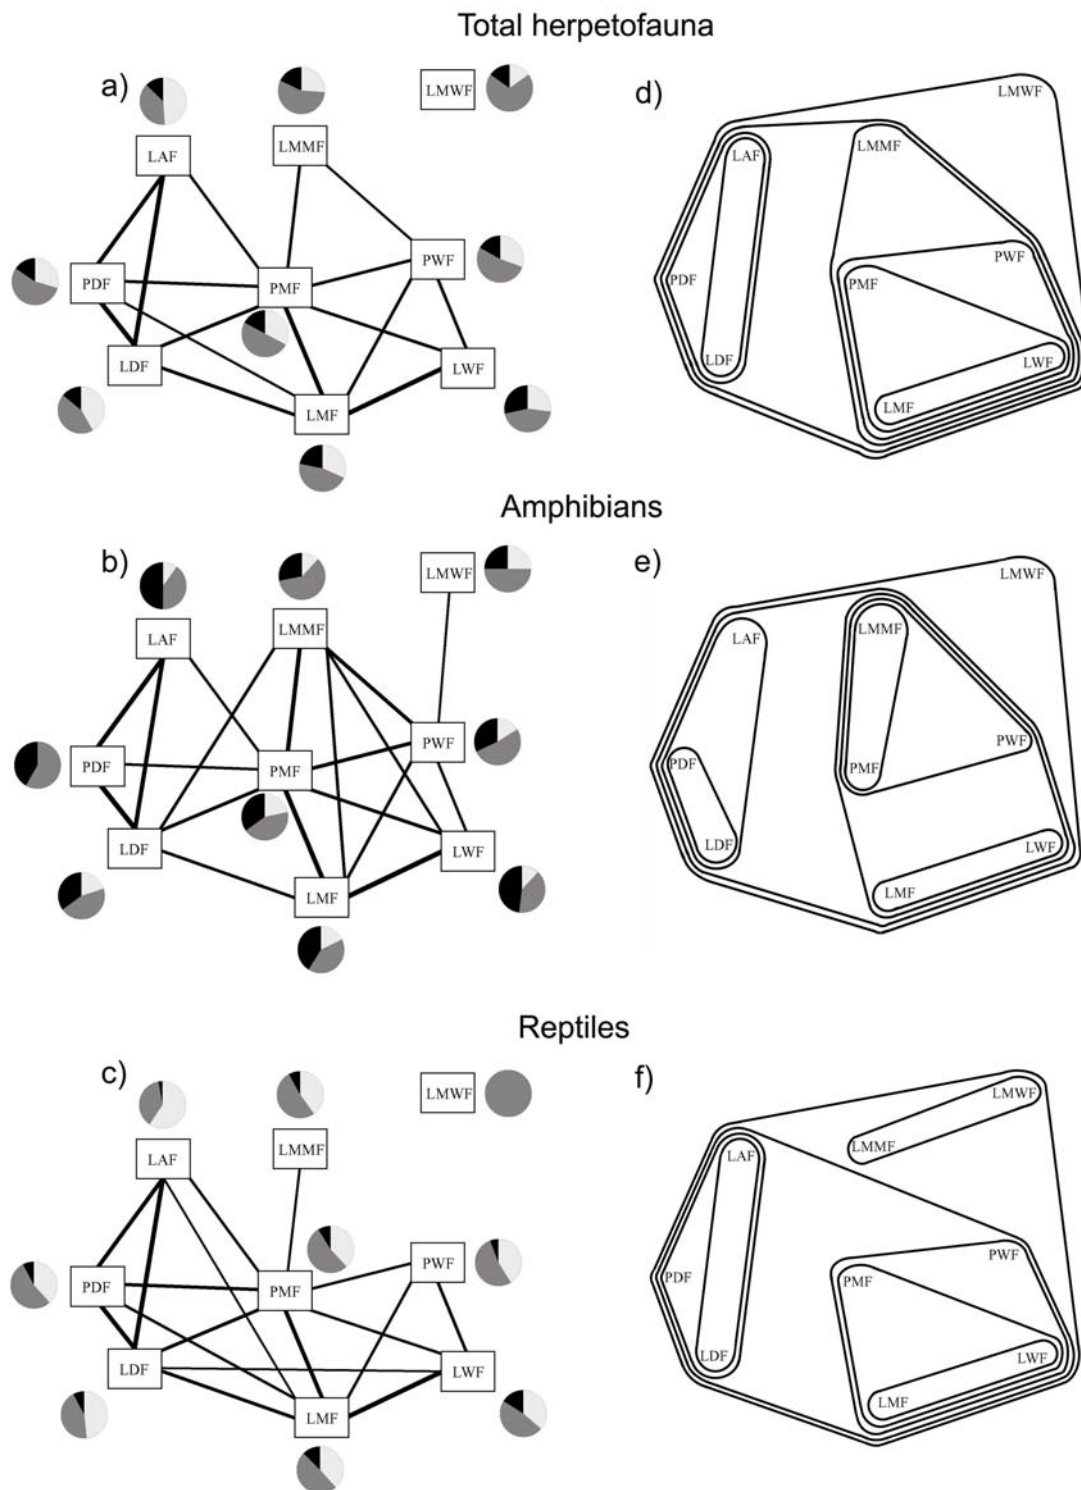 Total herpetofauna
a)
LMWF
LAF
LMMF
PDF
PMF
PWF
LDF
LWF
LMF
d)
LMWF
LAF
LMMF
PWF
PDF
PMF
LDF
LWF
LMF
Amphibians
b)
LMWF
LAF
LMMF
PWF
PDF
PMF
LDF
LWF
LMF
e)
LMWF
LAF
LMMF
PWF
PDF
PMF
LDF
LWF
LMF
Reptiles
c)
LMWF
LAF
LMMF
PWF
PDF
PMF
LDF
LWF
LMF
f)
LMWF
LMMF
LAF
PWF
PDF
PMF
LDF
LWF
LMF